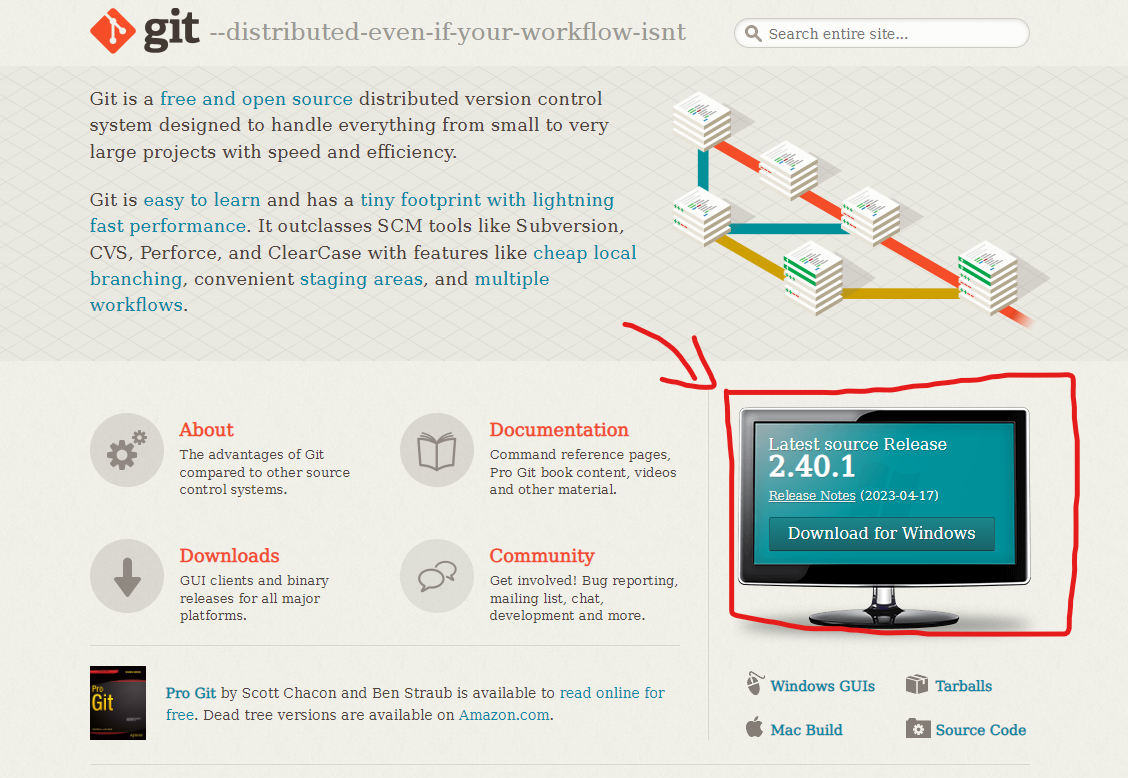 git --distributed-even-if-your-workflow-isnt
Search entire site...
Git is a free and open source distributed version control
system designed to handle everything from small to very
large projects with speed and efficiency.
Git is easy to learn and has a tiny footprint with lightning
fast performance. It outclasses SCM tools like Subversion,
CVS, Perforce, and ClearCase with features like cheap local
branching, convenient staging areas, and multiple
workflows.
About
The advantages of Git
compared to other source
control systems.
Documentation
Command reference pages,
Pro Git book content, videos
and other material.
Downloads
GUI clients and binary
releases for all major
platforms.
Community
Get involved! Bug reporting,
mailing list, chat,
development and more.
Latest source Release
2.40.1
Release Notes (2023-04-17)
Download for Windows
Pro
Git
Pro Git by Scott Chacon and Ben Straub is available to read online for
free. Dead tree versions are available on Amazon.com.
Windows GUIs
Tarballs
Mac Build
Source Code